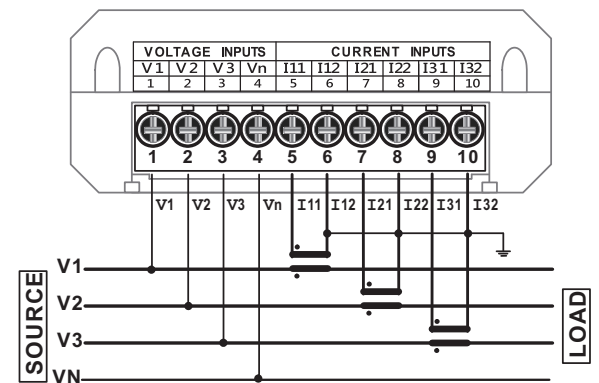 VOLTAGE INPUTS CURRENT INPUTS
V1 V2 V3 Vn I11 I12 I21 I22 I31 I32
1 2 3 4 5 6 7 8 9 10
1 2 3 4 5 6 7 8 9 10
V1 V2 V3 Vn I11 I12 I21 I22 I31 I32
SOURCE
V1
V2
V3
VN
LOAD